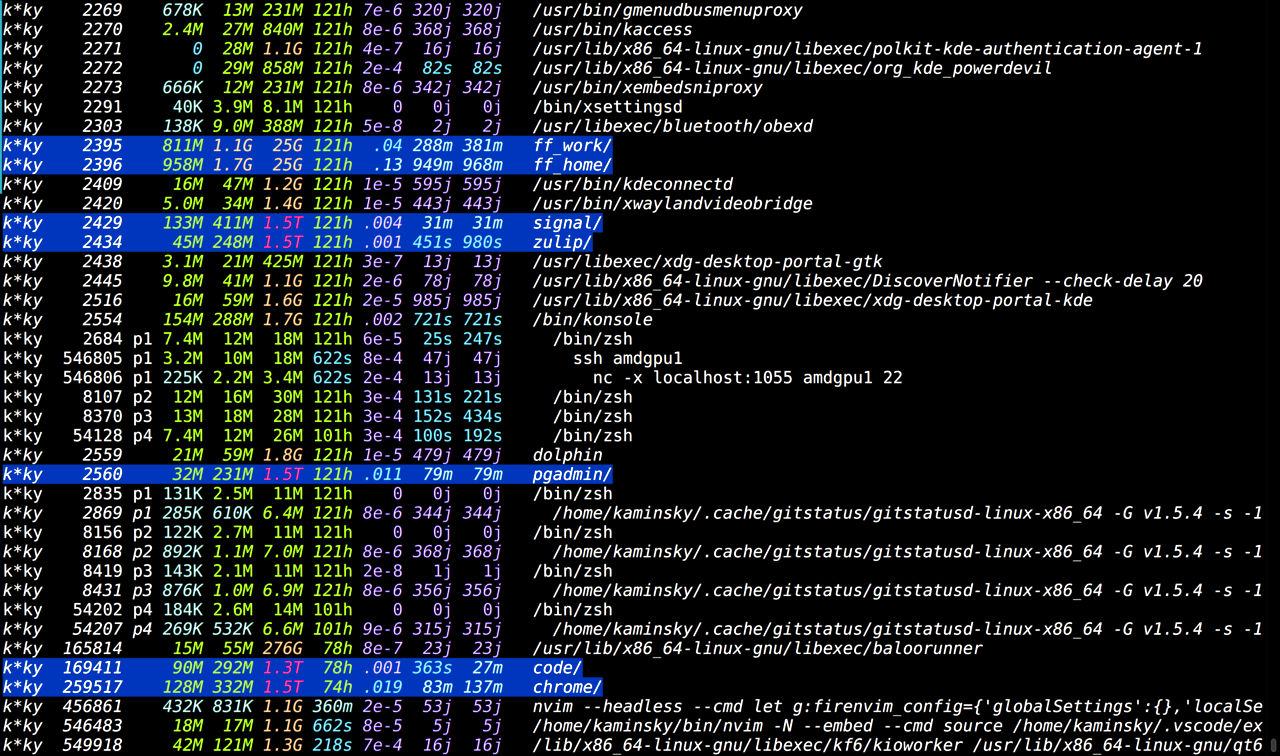 k*ky 2269 678K 13M 231M 121h 7e-6 320j 320j /usr/bin/gmenudbusmenuproxy
k*ky 2270 2.4M 27M 840M 121h 8e-6 368j 368j /usr/bin/kaccess
k*ky 2271 0 28M 1.1G 121h 4e-7 16j 16j /usr/lib/x86_64-linux-gnu/libexec/polkit-kde-authentication-agent-1
k*ky 2272 0 29M 858M 121h 2e-4 82s 82s /usr/lib/x86_64-linux-gnu/libexec/org_kde_powerdevil
k*ky 2273 666K 12M 231M 121h 8e-6 342j 342j /usr/bin/xembedsniproxy
k*ky 2291 40K 3.9M 8.1M 121h 0 0j 0j /bin/xsettingsd
k*ky 2303 138K 9.0M 388M 121h 5e-8 2j 2j /usr/libexec/bluetooth/obexd
k*ky 2395 811M 1.1G 25G 121h .04 288m 381m ff_work/
k*ky 2396 958M 1.7G 25G 121h .13 949m 968m ff_home/
k*ky 2409 16M 47M 1.2G 121h 1e-5 595j 595j /usr/bin/kdeconnectd
k*ky 2420 5.0M 34M 1.4G 121h 1e-5 443j 443j /usr/bin/xwaylandvideobridge
k*ky 2429 133M 411M 1.5T 121h .004 31m 31m signal/
k*ky 2434 45M 248M 1.5T 121h .001 451s 980s zulip/
k*ky 2438 3.1M 21M 425M 121h 3e-7 13j 13j /usr/libexec/xdg-desktop-portal-gtk
k*ky 2445 9.8M 41M 1.1G 121h 2e-6 78j 78j /usr/lib/x86_64-linux-gnu/libexec/DiscoverNotifier --check-delay 20
k*ky 2516 16M 59M 1.6G 121h 2e-5 985j 985j /usr/lib/x86_64-linux-gnu/libexec/xdg-desktop-portal-kde
k*ky 2554 154M 288M 1.7G 121h .002 721s 721s /bin/konsole
k*ky 2684 p1 7.4M 12M 18M 121h 6e-5 25s 247s /bin/zsh
k*ky 546805 p1 3.2M 10M 18M 622s 8e-4 47j 47j ssh amdgpu1
k*ky 546806 p1 225K 2.2M 3.4M 622s 2e-4 13j 13j nc -x localhost:1055 amdgpu1 22
k*ky 8107 p2 12M 16M 30M 121h 3e-4 131s 221s /bin/zsh
k*ky 8370 p3 13M 18M 28M 121h 3e-4 152s 434s /bin/zsh
k*ky 54128 p4 7.4M 12M 26M 101h 3e-4 100s 192s /bin/zsh
k*ky 2559 21M 59M 1.8G 121h 1e-5 479j 479j dolphin
k*ky 2560 32M 231M 1.5T 121h .011 79m 79m pgadmin/
k*ky 2835 p1 131K 2.5M 11M 121h 0 0j 0j /bin/zsh
k*ky 2869 p1 285K 610K 6.4M 121h 8e-6 344j 344j /home/kaminsky/.cache/gitstatus/gitstatusd-linux-x86_64 -G v1.5.4 -s -1
k*ky 8156 p2 122K 2.7M 11M 121h 0 0j 0j /bin/zsh
k*ky 8168 p2 892K 1.1M 7.0M 121h 8e-6 368j 368j /home/kaminsky/.cache/gitstatus/gitstatusd-linux-x86_64 -G v1.5.4 -s -1
k*ky 8419 p3 143K 2.1M 11M 121h 2e-8 1j 1j /bin/zsh
k*ky 8431 p3 876K 1.0M 6.9M 121h 8e-6 356j 356j /home/kaminsky/.cache/gitstatus/gitstatusd-linux-x86_64 -G v1.5.4 -s -1
k*ky 54202 p4 184K 2.6M 14M 101h 0 0j 0j /bin/zsh
k*ky 54207 p4 269K 532K 6.6M 101h 9e-6 315j 315j /home/kaminsky/.cache/gitstatus/gitstatusd-linux-x86_64 -G v1.5.4 -s -1
k*ky 165814 15M 55M 276G 78h 8e-7 23j 23j /usr/lib/x86_64-linux-gnu/libexec/baloorunner
k*ky 169411 90M 292M 1.3T 78h .001 363s 27m code/
k*ky 259517 128M 332M 1.5T 74h .019 83m 137m chrome/
k*ky 456861 432K 831K 1.1G 360m 2e-5 53j 53j nvim --headless --cmd let g:firenvim_config={'globalSettings':{},'localSe
k*ky 546483 18M 17M 1.1G 662s 8e-5 5j 5j /home/kaminsky/bin/nvim -N --embed --cmd source /home/kaminsky/.vscode/ex
k*ky 549918 42M 121M 1.3G 218s 7e-4 16j 16j /lib/x86_64-linux-gnu/libexec/kf6/kioworker /usr/lib/x86_64-linux-gnu/qt6